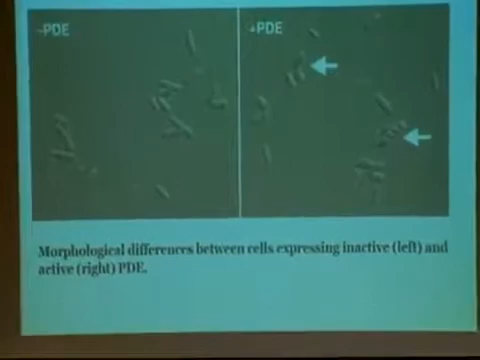 -PDE
+PDE
Morphological differences between cells expressing inactive (left) and
active (right) PDE.